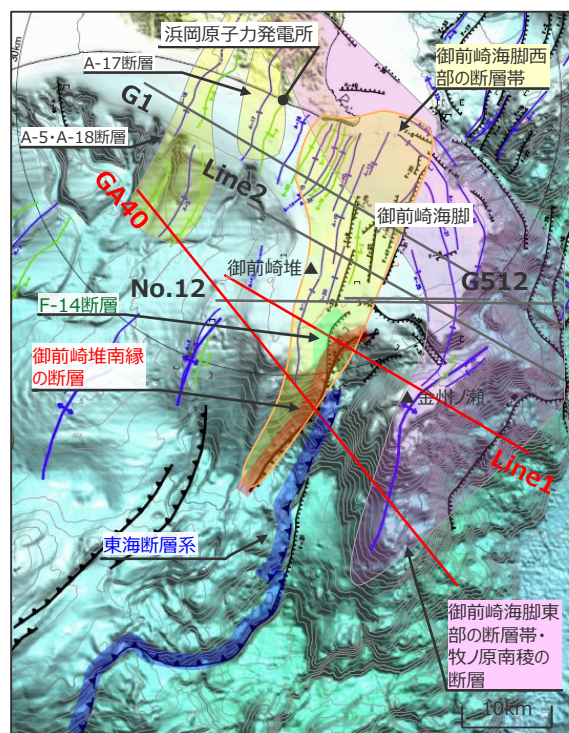 浜岡原子力発電所
30km
A-17断層
御前崎海脚西
部の断層帯
G1
A-5・A-18断層
Line2
GA40
御前崎海脚
御前崎堆
G512
No.12
F-14断層
御前崎堆南縁
の断層
金州ノ瀬
Line1
東海断層系
御前崎海脚東
部の断層帯・
牧ノ原南稜の
断層
10km